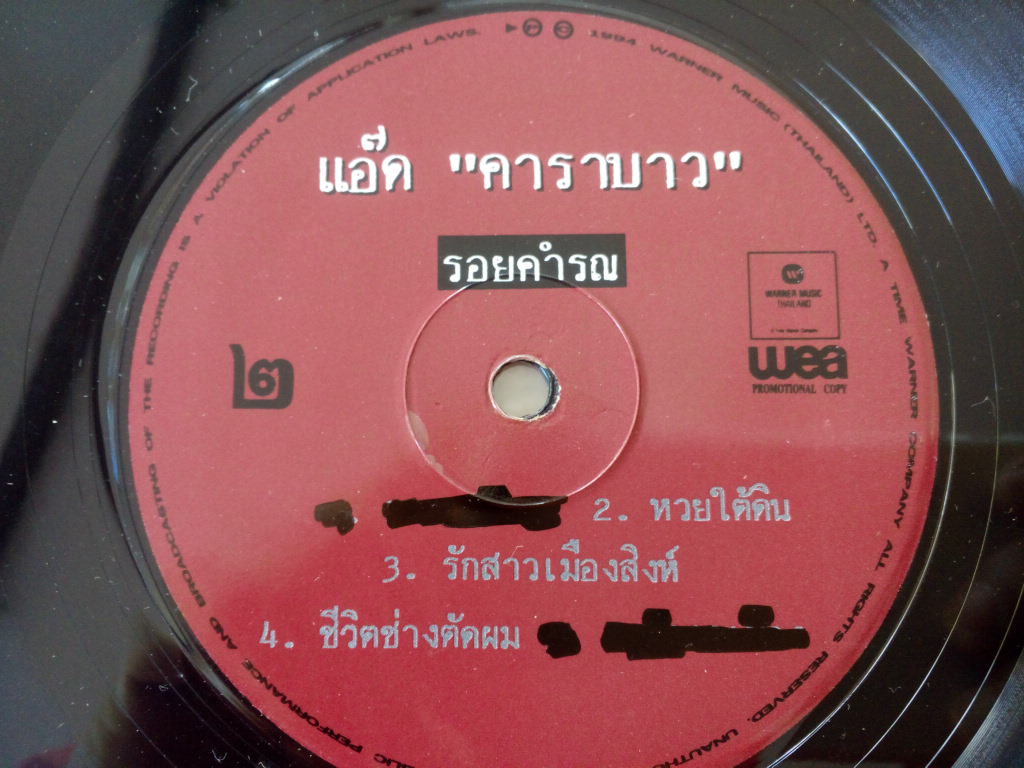 PUBLIC PERFORMANCE AND BROADCASTING OF THE RECORDING IS A VIOLATION OF APPLICATION LAWS. ℗ © 1994 WARNER MUSIC (THAILAND) LTD. A TIME WARNER COMPANY ALL RIGHTS RESERVED. UNAUTHO
แอ๊ด "คาราบาว"
รอยคำรณ
WARNER MUSIC
THAILAND
wea
PROMOTIONAL COPY
๒
2. หวยใต้ดิน
3. รักสาวเมืองสิงห์
4. ชีวิตช่างตัดผม